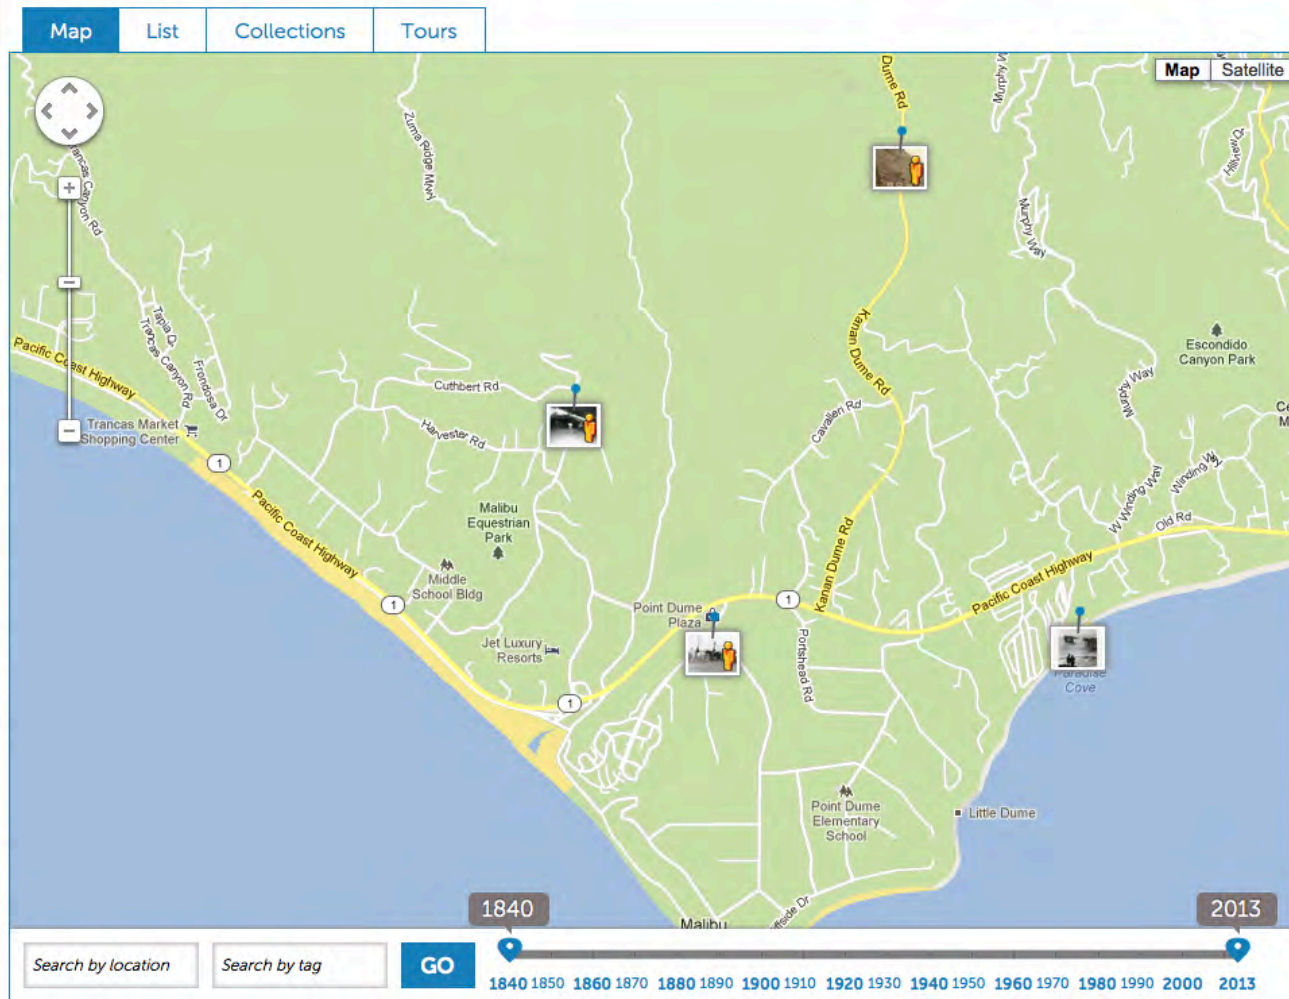 Map List Collections Tours
Map Satellite
Dume Rd
Murphy W
Hillview Dr
Zuma Ridge Mtwy
Trancas Canyon Rd
Murphy Way
Tapia Dr
Trancas Canyon Rd
Frondosa Dr
Pacific Coast Highway
Kanan Dume Rd
Escondido
Canyon Park
Cuthbert Rd
Murphy Way
Ce
M
Trancas Market
Shopping Center
Harvester Rd
Cavalleri Rd
1
Winding W
W Winding Way
Old Rd
Pacific Coast Highway
Malibu
Equestrian
Park
Kanan Dume Rd
Middle
School Bldg
Pacific Coast Highway
1
1
Point Dume
Plaza
Portshead Rd
Jet Luxury
Resorts
Paradise
Cove
1
Point Dume
Elementary
School
Little Dume
Malibu
ffside Dr
1840
2013
Search by location
Search by tag
GO
1840 1850 1860 1870 1880 1890 1900 1910 1920 1930 1940 1950 1960 1970 1980 1990 2000 2013